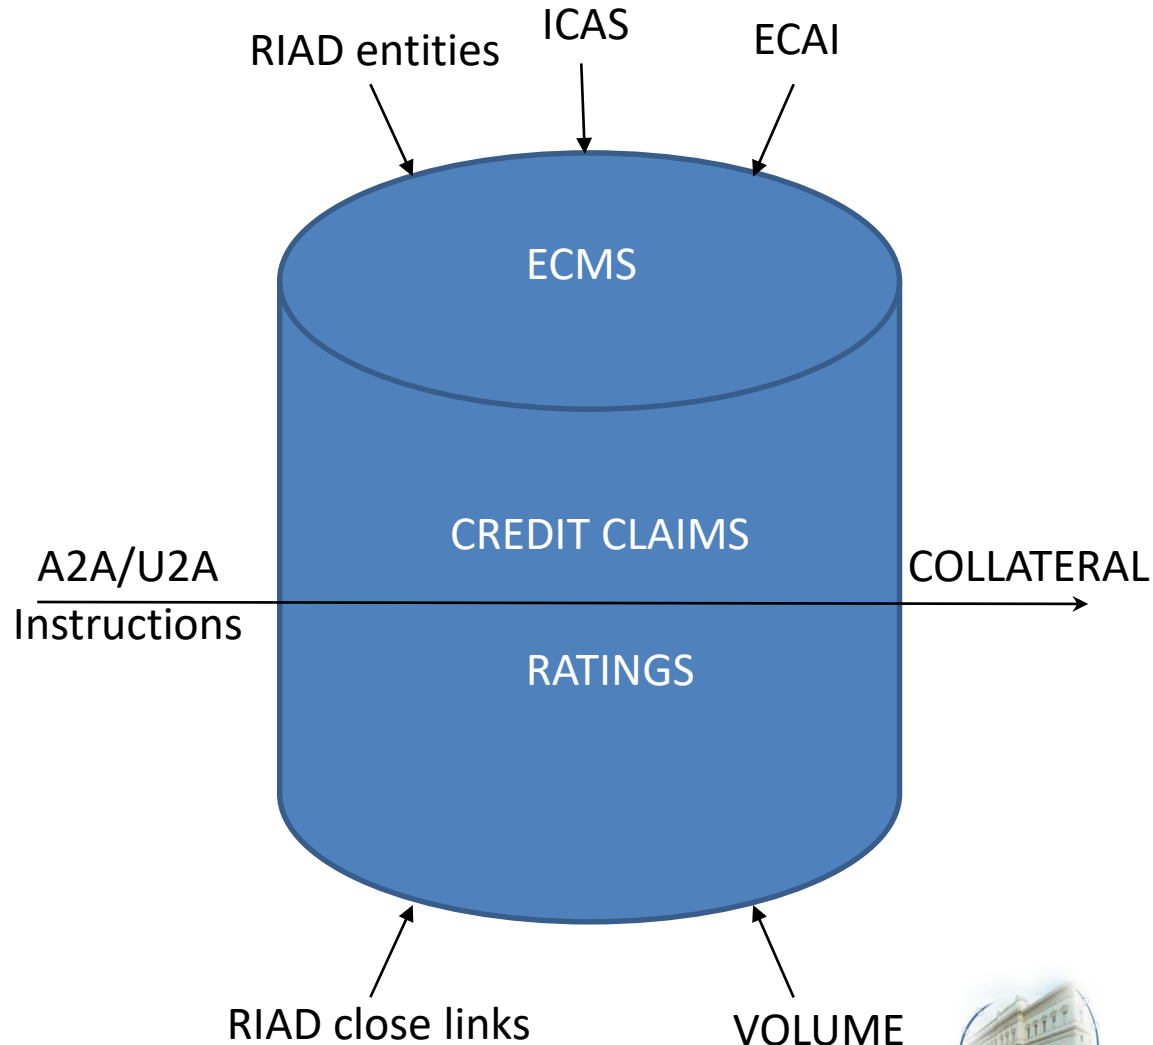 RIAD entities
ICAS
ECAI
ECMS
CREDIT CLAIMS
A2A/U2A
Instructions
COLLATERAL
RATINGS
RIAD close links
VOLUME